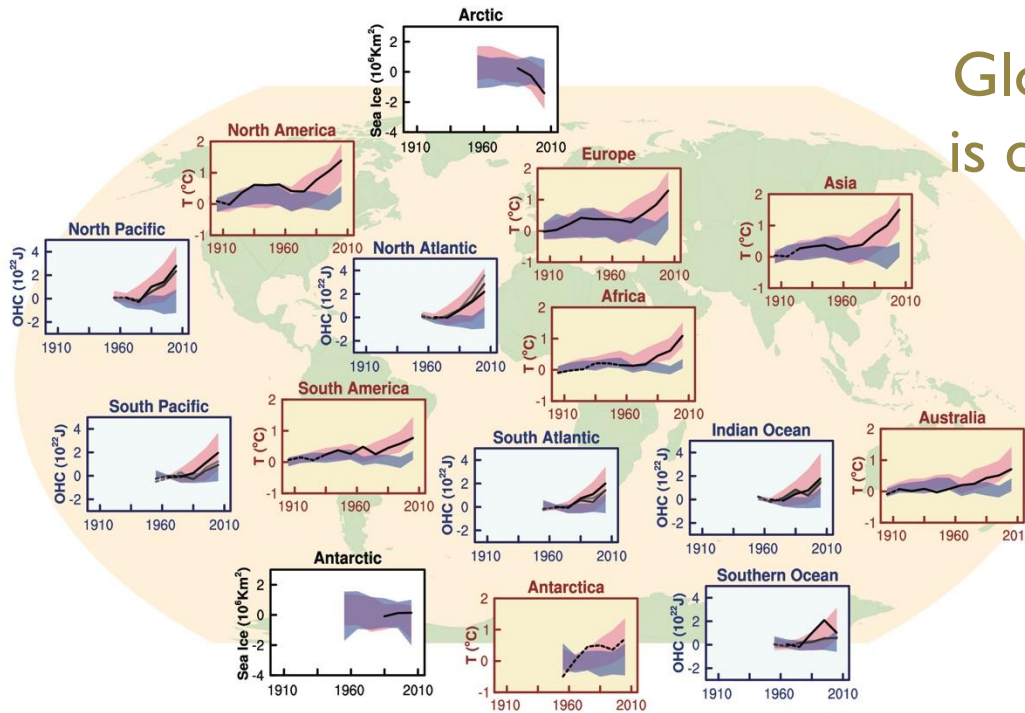 Arctic
Sea Ice (10⁶Km²)
2
0
-2
-4
1910 1960 2010
Glo
is c
North America
T (°C)
2
1
0
-1
1910 1960 2010
Europe
T (°C)
2
1
0
-1
1910 1960 2010
Asia
T (°C)
2
1
0
-1
1910 1960 2010
North Pacific
OHC (10²²J)
4
2
0
-2
1910 1960 2010
North Atlantic
OHC (10²²J)
4
2
0
-2
1910 1960 2010
Africa
T (°C)
2
1
0
-1
1910 1960 2010
South Pacific
OHC (10²²J)
4
2
0
-2
1910 1960 2010
South America
T (°C)
2
1
0
-1
1910 1960 2010
South Atlantic
OHC (10²²J)
4
2
0
-2
1910 1960 2010
Indian Ocean
OHC (10²²J)
4
2
0
-2
1910 1960 2010
Australia
T (°C)
2
1
0
-1
1910 1960 2010
Antarctic
Sea Ice (10⁶Km²)
2
0
-2
-4
1910 1960 2010
Antarctica
T (°C)
2
1
0
-1
1910 1960 2010
Southern Ocean
OHC (10²²J)
4
2
0
-2
1910 1960 2010